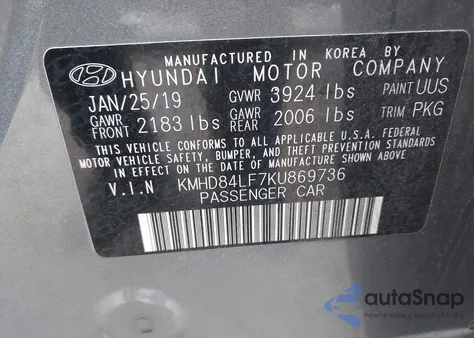 MANUFACTURED IN KOREA BY
HYUNDAI MOTOR COMPANY
JAN/25/19 GVWR 3924 lbs PAINT UUS
GAWR FRONT 2183 lbs GAWR REAR 2006 lbs TRIM PKG
THIS VEHICLE CONFORMS TO ALL APPLICABLE U.S.A. FEDERAL
MOTOR VEHICLE SAFETY, BUMPER, AND THEFT PREVENTION
STANDARDS IN EFFECT ON THE DATE OF MANUFACTURE SHOWN ABOVE.
V.I.N KMHD84LF7KU869736
PASSENGER CAR
autoSnap